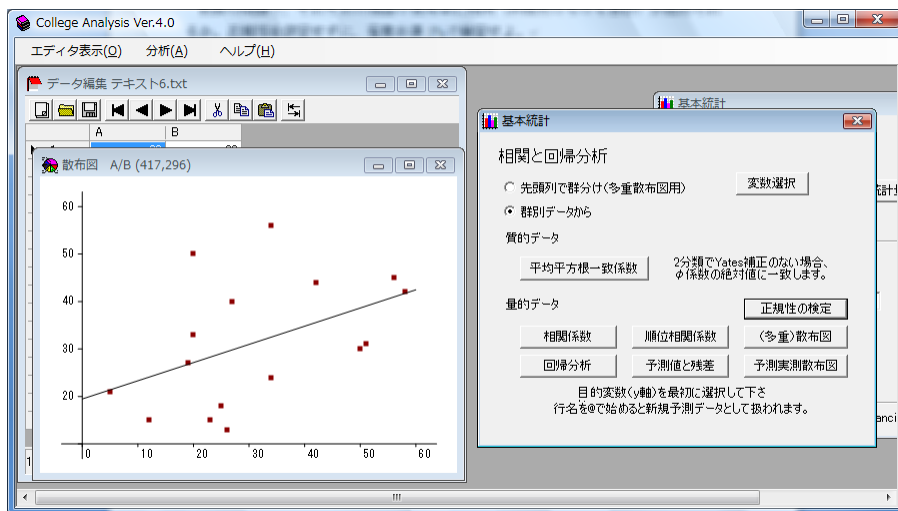 College Analysis Ver.4.0
エディタ表示(O) 分析(A) ヘルプ(H)
データ編集 テキスト6.txt
A B
散布図 A/B (417,296)
60
50
40
30
20
0 10 20 30 40 50 60
基本統計
基本統計
相関と回帰分析
先頭列で群分け(多重散布図用)
変数選択
群別データから
質的データ
平均平方根一致係数
2分類でYates補正のない場合、
φ係数の絶対値に一致します。
量的データ
正規性の検定
相関係数 順位相関係数 (多重)散布図
回帰分析 予測値と残差 予測実測散布図
目的変数(y軸)を最初に選択して下さ
行名を@で始めると新規予測データとして扱われます。